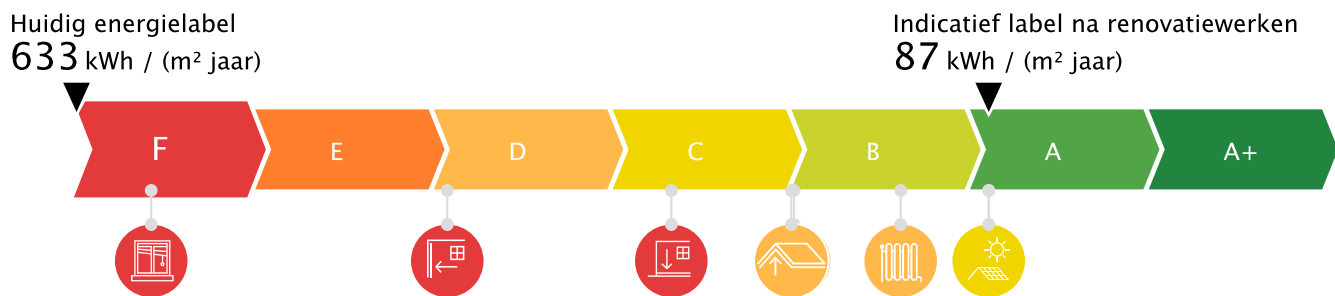 Huidig energielabel
633 kWh / (m² jaar)
Indicatief label na renovatiewerken
87 kWh / (m² jaar)
F
E
D
C
B
A
A+